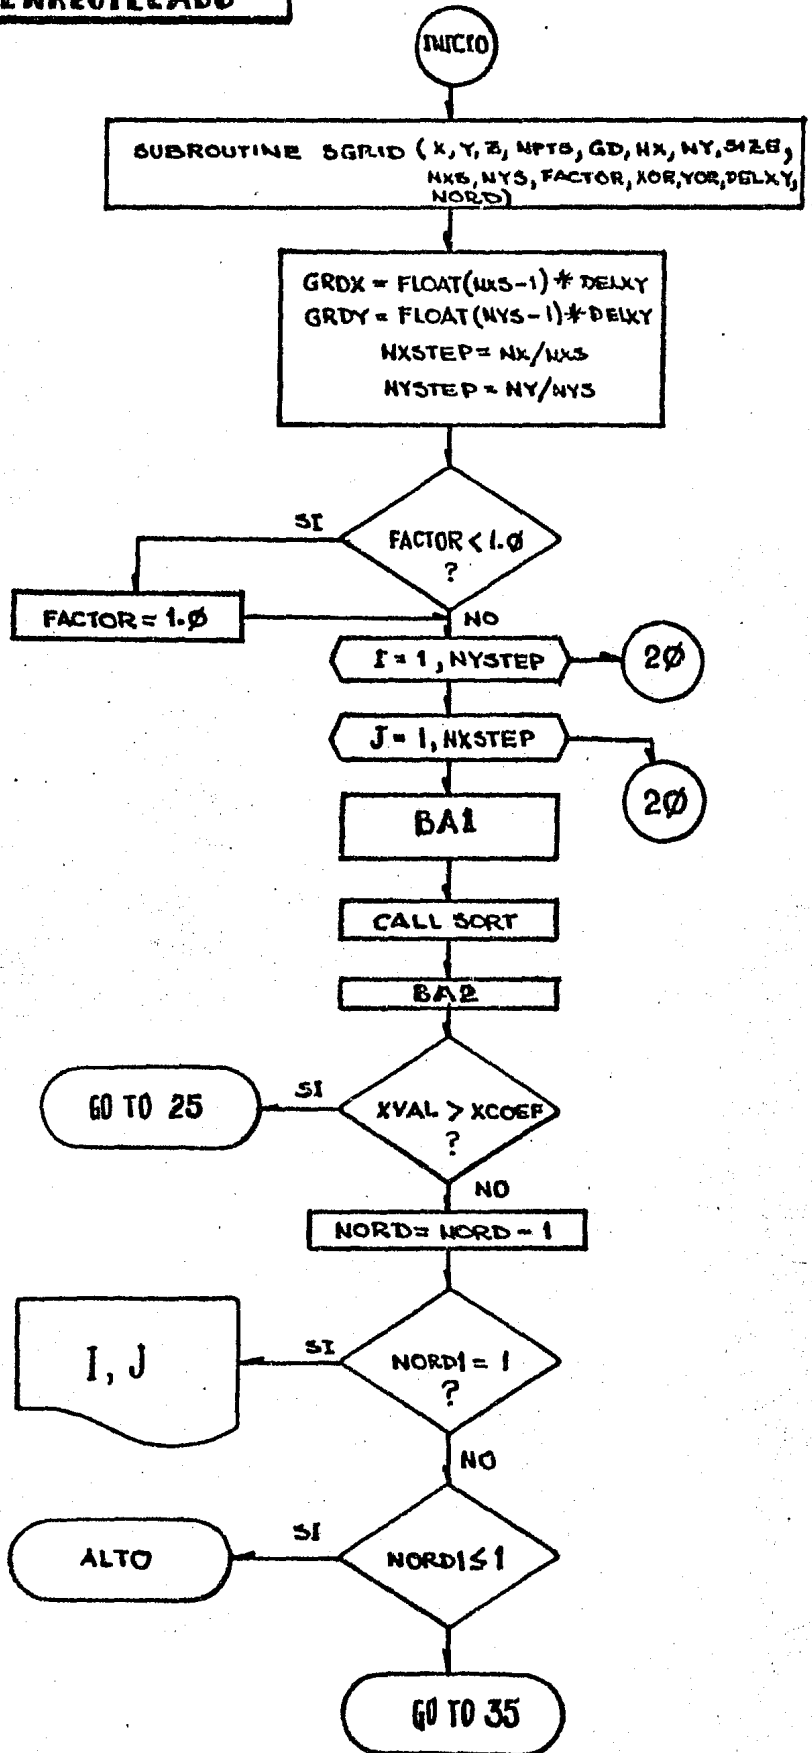 ENREJILLADO
INICIO
SUBROUTINE SGRID (X, Y, Z, NPTS, GD, NX, NY, SIZE,
NXS, NYS, FACTOR, XOR, YOR, DELXY,
NORD)
GRDX = FLOAT(NXS-1) * DELXY
GRDY = FLOAT(NYS-1) * DELXY
NXSTEP = NX/NXS
NYSTEP = NY/NYS
SI
FACTOR < 1.Ø
?
FACTOR = 1.Ø
NO
I = 1, NYSTEP
2Ø
J = 1, NXSTEP
2Ø
BA1
CALL SORT
BA2
GO TO 25
SI
XVAL > XCOEF
?
NO
NORD = NORD - 1
I, J
SI
NORD1 = 1
?
NO
ALTO
SI
NORD1 ≤ 1
GO TO 35